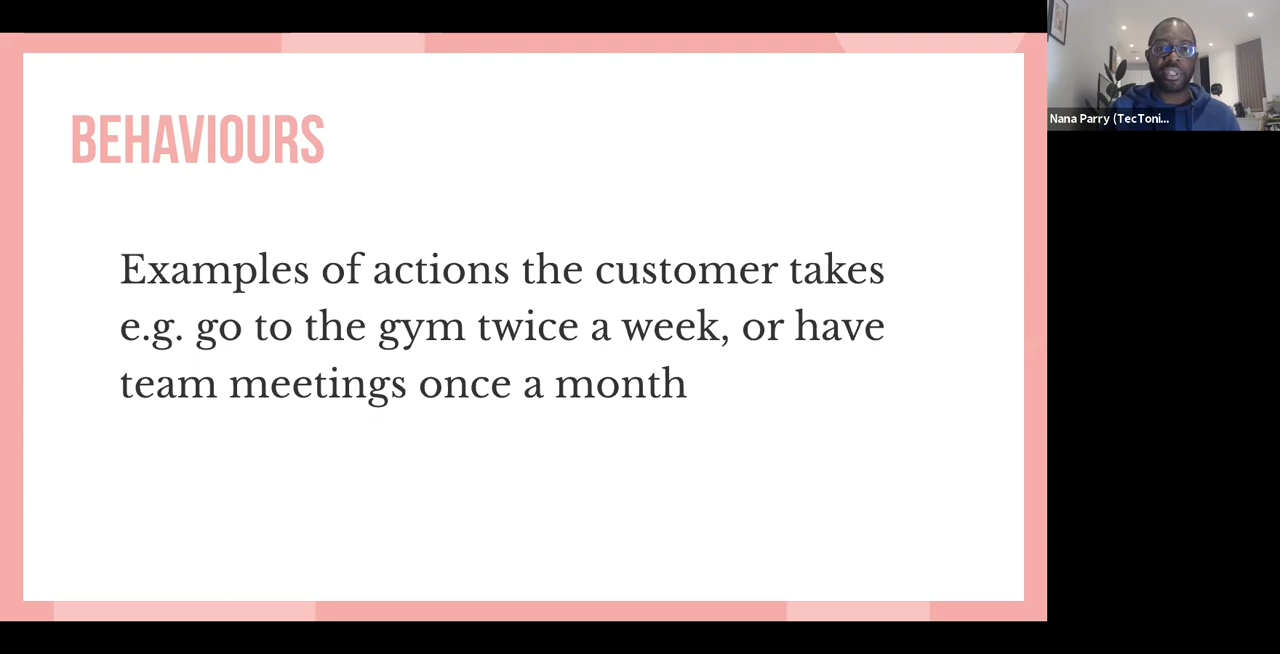 BEHAVIOURS
Examples of actions the customer takes
e.g. go to the gym twice a week, or have
team meetings once a month
Nana Parry (TecToni...